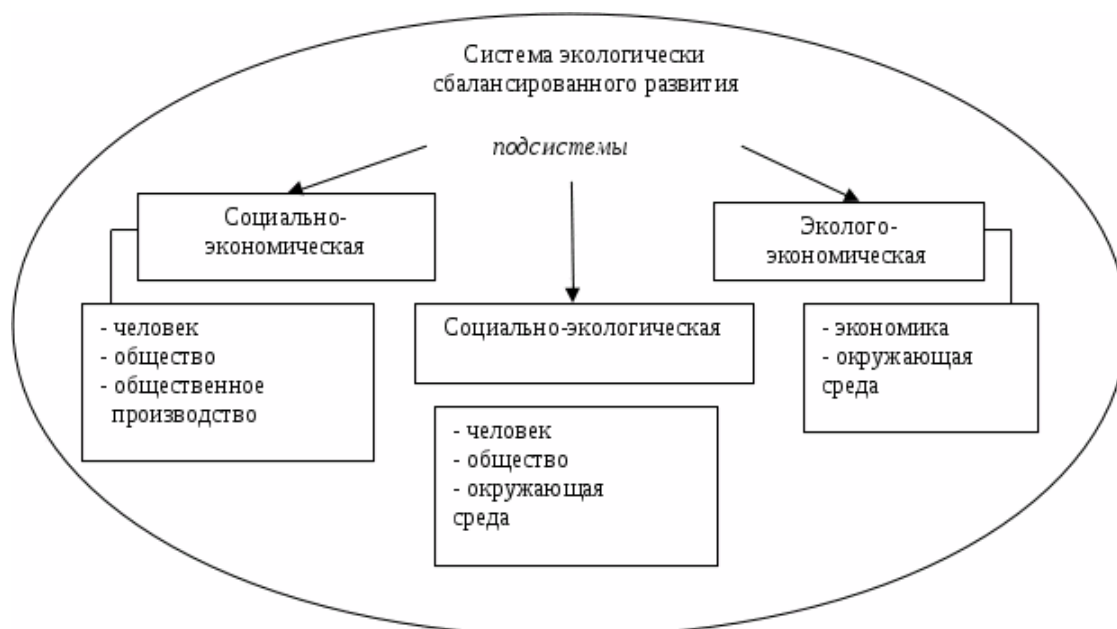 Система экологически
сбалансированного развития
подсистемы
Социально-
экономическая
- человек
- общество
- общественное
производство
Социально-экологическая
- человек
- общество
- окружающая
среда
Эколого-
экономическая
- экономика
- окружающая
среда